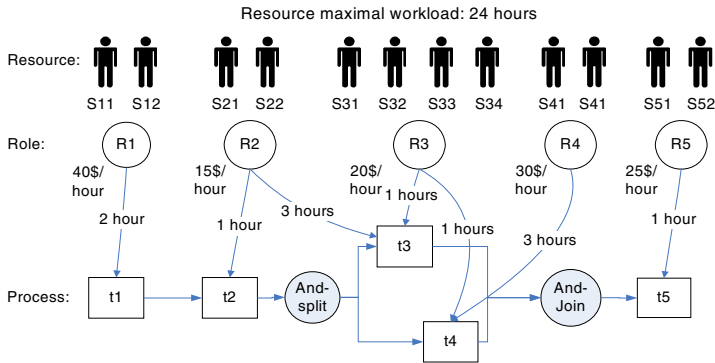 Resource maximal workload: 24 hours
Resource:
S11 S12 S21 S22 S31 S32 S33 S34 S41 S41 S51 S52
Role: R1 R2 R3 R4 R5
40$/
hour
15$/
hour
20$/
hour
30$/
hour
25$/
hour
2 hour
1 hour
3 hours
1 hours
1 hours
3 hours
1 hour
t3
Process: t1 t2
And-
split
And-
Join
t5
t4